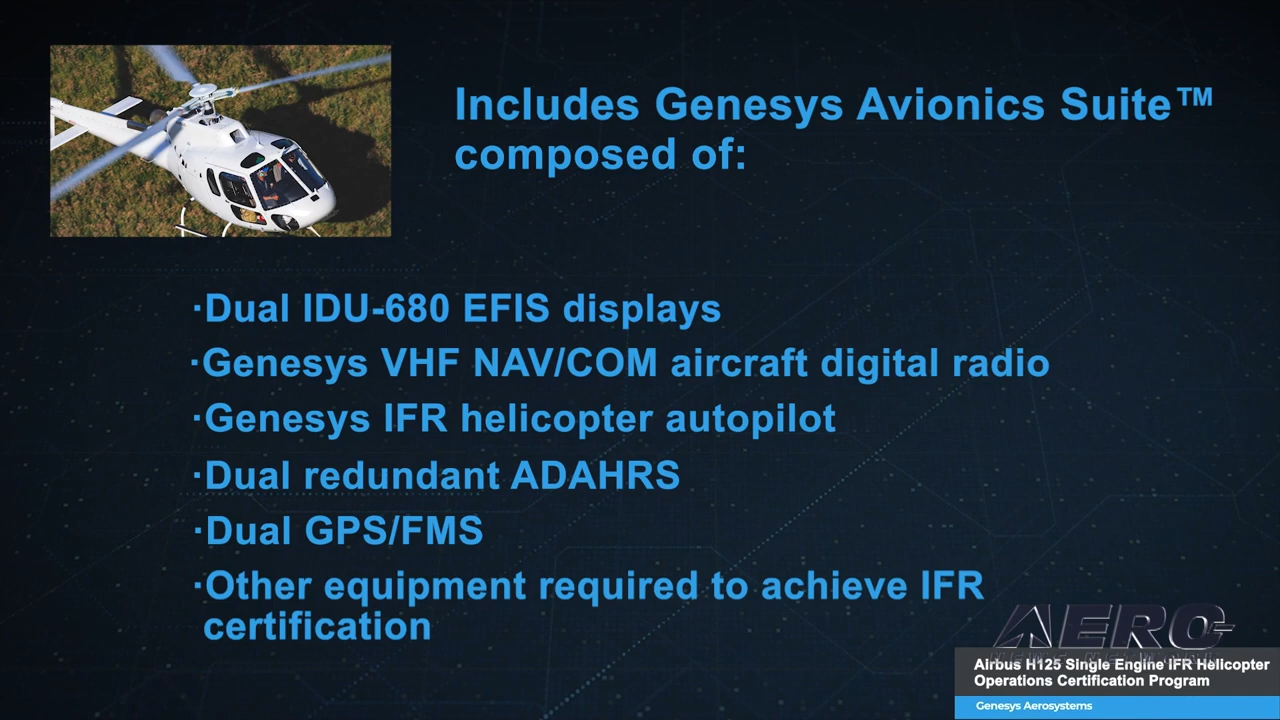 Includes Genesys Avionics Suite™
composed of:
·Dual IDU-680 EFIS displays
·Genesys VHF NAV/COM aircraft digital radio
·Genesys IFR helicopter autopilot
·Dual redundant ADAHRS
·Dual GPS/FMS
·Other equipment required to achieve IFR
certification
AERO
Airbus H125 Single Engine IFR Helicopter
Operations Certification Program
Genesys Aerosystems